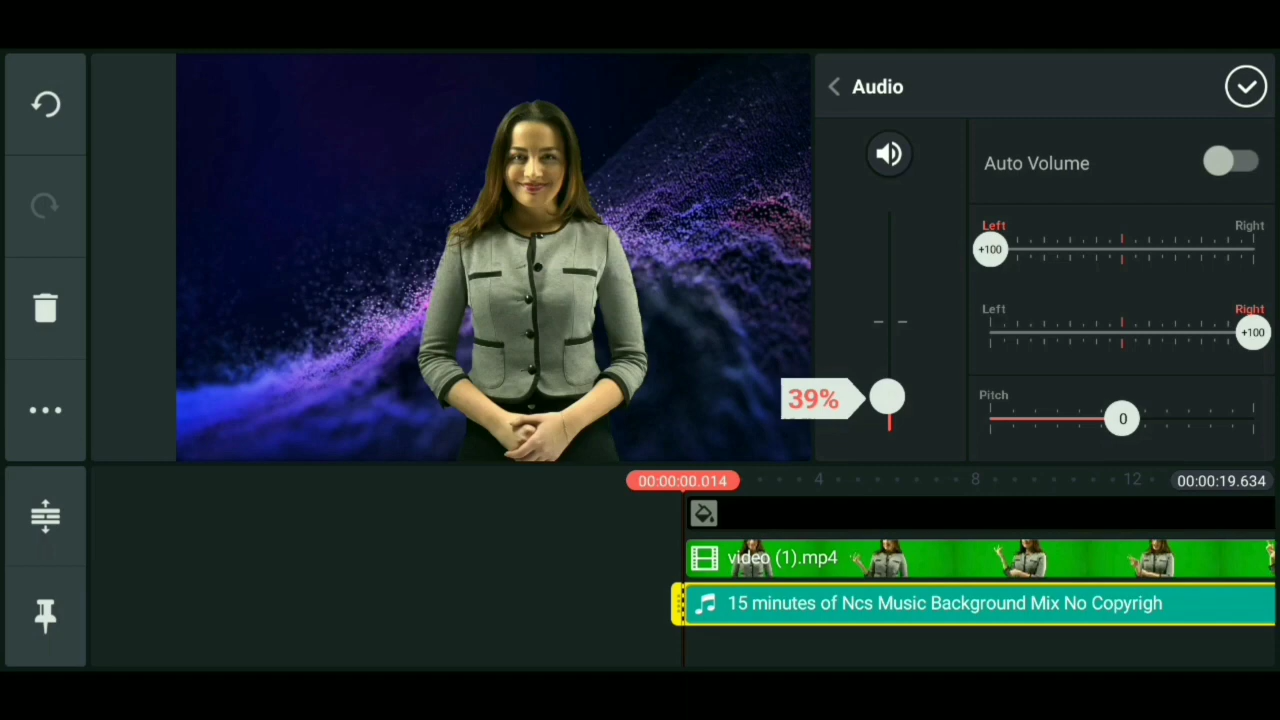 Audio
Auto Volume
Left
Right
+100
Left
Right
+100
39%
Pitch
0
00:00:00.014
4
8
12
00:00:19.634
video (1).mp4
15 minutes of Ncs Music Background Mix No Copyrigh